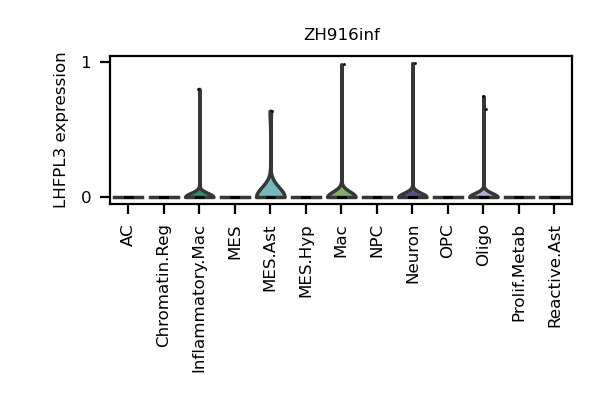 ZH916inf
LHFPL3 expression
1
0
AC
Chromatin.Reg
Inflammatory.Mac
MES
MES.Ast
MES.Hyp
Mac
NPC
Neuron
OPC
Oligo
Prolif.Metab
Reactive.Ast